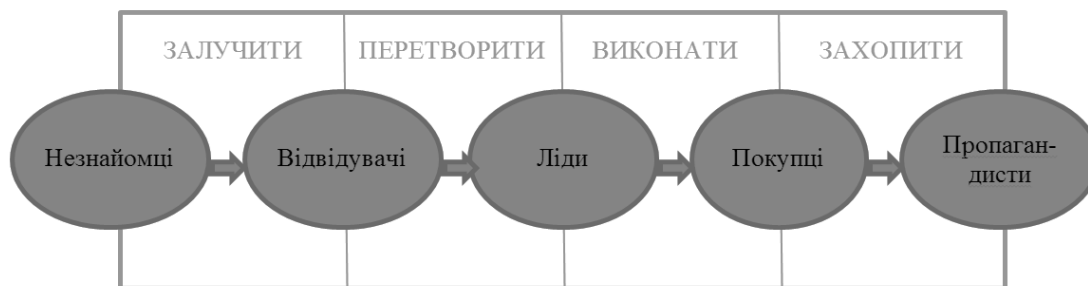 ЗАЛУЧИТИ ПЕРЕТВОРИТИ ВИКОНАТИ ЗАХОПИТИ
Незнайомці Відвідувачі Ліди Покупці Пропаган-
дисти